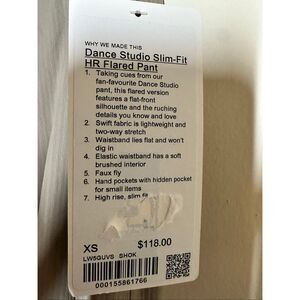 WHY WE MADE THIS
Dance Studio Slim-Fit
HR Flared Pant
1. Taking cues from our
fan-favourite Dance Studio
pant, this flared version
features a flat-front
silhouette and the ruching
details you know and love
2. Swift fabric is lightweight and
two-way stretch
3. Waistband lies flat and won't
dig in
4. Elastic waistband has a soft
brushed interior
5. Faux fly
6. Hand pockets with hidden pocket
for small items
7. High rise, slim fit
XS $118.00
LW5GUVS SHOK
000155861766